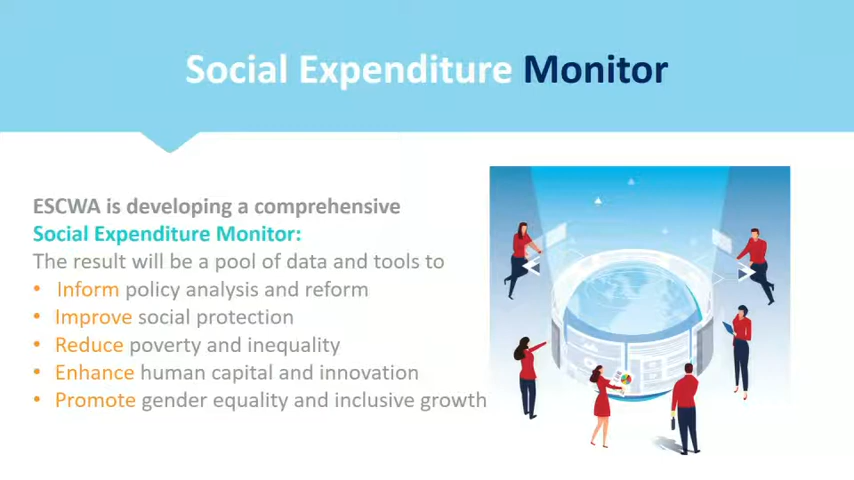 Social Expenditure Monitor
ESCWA is developing a comprehensive
Social Expenditure Monitor:
The result will be a pool of data and tools to
• Inform policy analysis and reform
• Improve social protection
• Reduce poverty and inequality
• Enhance human capital and innovation
• Promote gender equality and inclusive growth